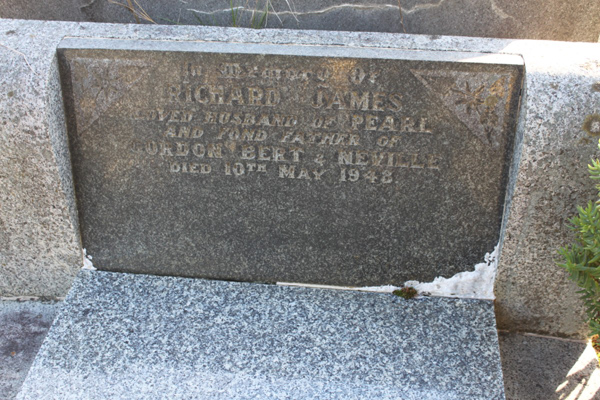 In Memory Of
RICHARD JAMES
LOVED HUSBAND OF PEARL
AND FOND FATHER OF
GORDON BERT & NEVILLE
DIED 10TH MAY 1948.